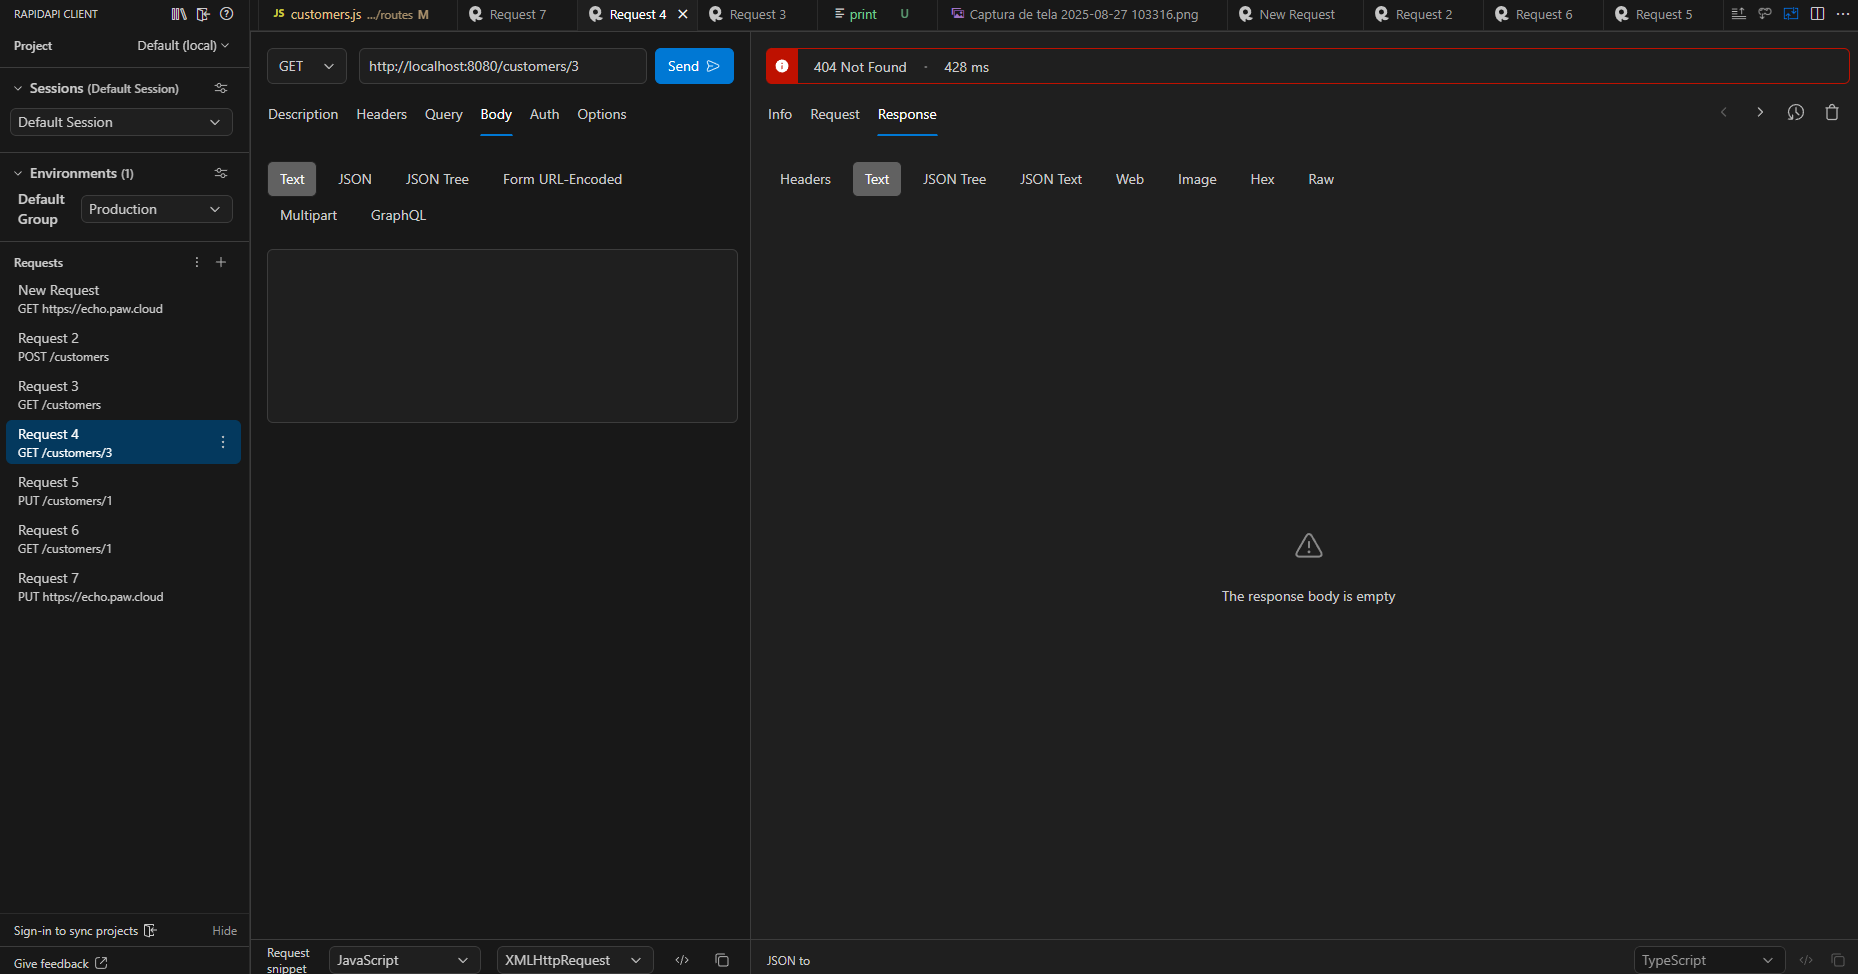 RAPIDAPI CLIENT
Project
Default (local)
Sessions (Default Session)
Default Session
Environments (1)
Default Group
Production
Requests
New Request
GET https://echo.paw.cloud
Request 2
POST /customers
Request 3
GET /customers
Request 4
GET /customers/3
Request 5
PUT /customers/1
Request 6
GET /customers/1
Request 7
PUT https://echo.paw.cloud
Sign-in to sync projects
Hide
Give feedback
JS customers.js .../routes M
Request 7
Request 4
Request 3
print U
Captura de tela 2025-08-27 103316.png
New Request
Request 2
Request 6
Request 5
GET
http://localhost:8080/customers/3
Send
Description Headers Query Body Auth Options
Text JSON JSON Tree Form URL-Encoded
Multipart GraphQL
Request snippet
JavaScript
XMLHttpRequest
404 Not Found · 428 ms
Info Request Response
Headers Text JSON Tree JSON Text Web Image Hex Raw
The response body is empty
JSON to
TypeScript